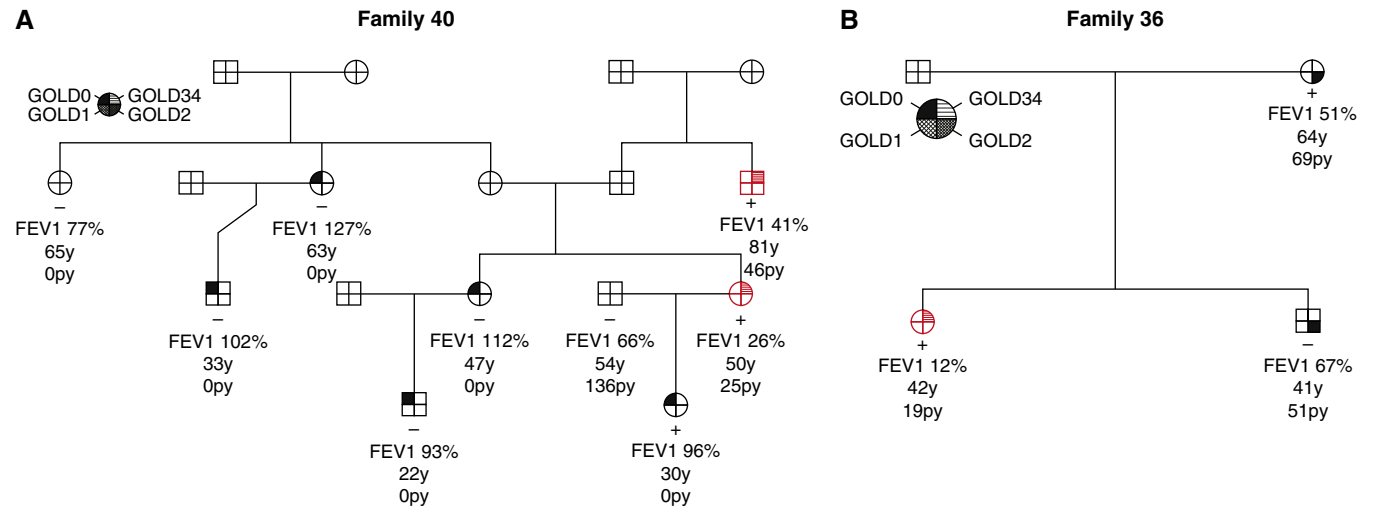 A
Family 40
GOLD0
GOLD34
GOLD1
GOLD2
–
FEV1 77%
65y
0py
–
FEV1 127%
63y
0py
+
FEV1 41%
81y
46py
–
FEV1 102%
33y
0py
–
FEV1 112%
47y
0py
–
FEV1 66%
54y
136py
+
FEV1 26%
50y
25py
–
FEV1 93%
22y
0py
+
FEV1 96%
30y
0py
B
Family 36
GOLD0
GOLD34
GOLD1
GOLD2
+
FEV1 51%
64y
69py
+
FEV1 12%
42y
19py
–
FEV1 67%
41y
51py